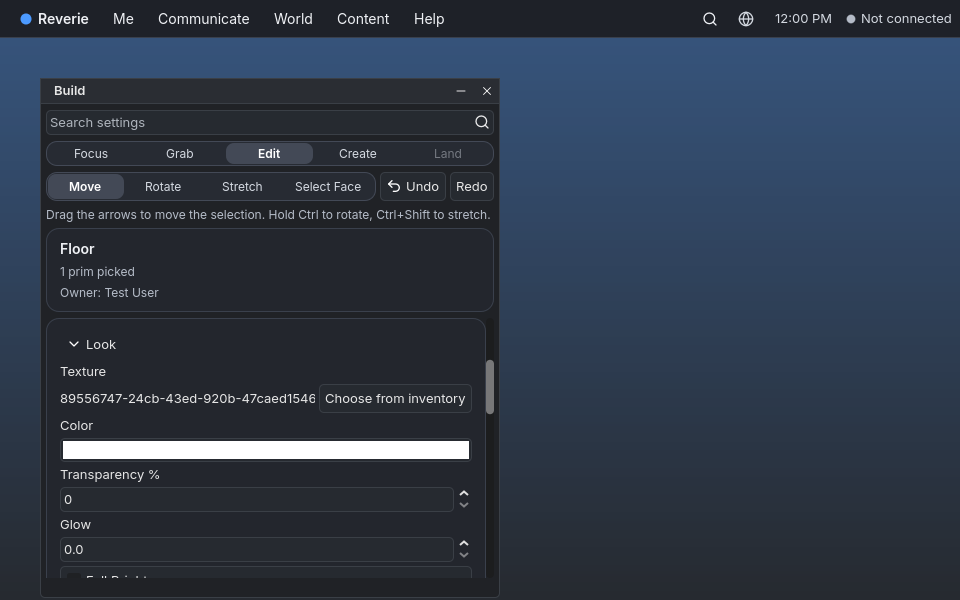 Reverie Me Communicate World Content Help 12:00 PM Not connected
Build
Search settings
Focus Grab Edit Create Land
Move Rotate Stretch Select Face Undo Redo
Drag the arrows to move the selection. Hold Ctrl to rotate, Ctrl+Shift to stretch.
Floor
1 prim picked
Owner: Test User
Look
Texture
89556747-24cb-43ed-920b-47caed1546 Choose from inventory
Color
Transparency %
0
Glow
0.0